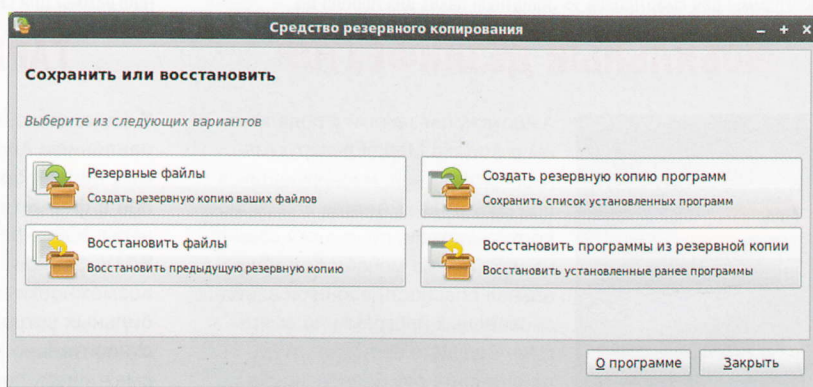 Средство резервного копирования
Сохранить или восстановить
Выберите из следующих вариантов
Резервные файлы
Создать резервную копию ваших файлов
Создать резервную копию программ
Сохранить список установленных программ
Восстановить файлы
Восстановить предыдущую резервную копию
Восстановить программы из резервной копии
Восстановить установленные ранее программы
О программе
Закрыть